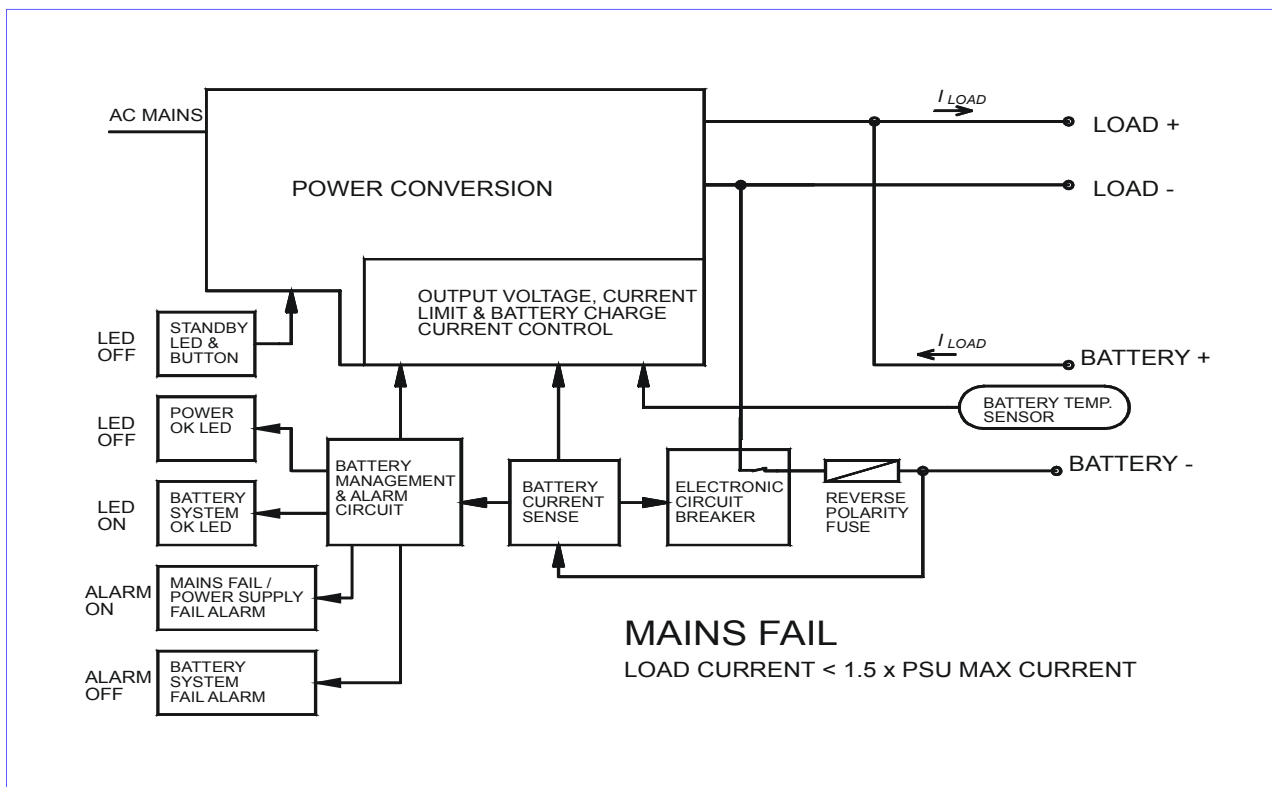 AC MAINS
I LOAD
LOAD +
POWER CONVERSION
LOAD -
OUTPUT VOLTAGE, CURRENT
LIMIT & BATTERY CHARGE
CURRENT CONTROL
LED
OFF
STANDBY
LED &
BUTTON
I LOAD
BATTERY +
BATTERY TEMP.
SENSOR
LED
OFF
POWER
OK LED
BATTERY
MANAGEMENT
& ALARM
CIRCUIT
BATTERY
CURRENT
SENSE
ELECTRONIC
CIRCUIT
BREAKER
REVERSE
POLARITY
FUSE
BATTERY -
LED
ON
BATTERY
SYSTEM
OK LED
ALARM
ON
MAINS FAIL /
POWER SUPPLY
FAIL ALARM
ALARM
OFF
BATTERY
SYSTEM
FAIL ALARM
MAINS FAIL
LOAD CURRENT < 1.5 x PSU MAX CURRENT